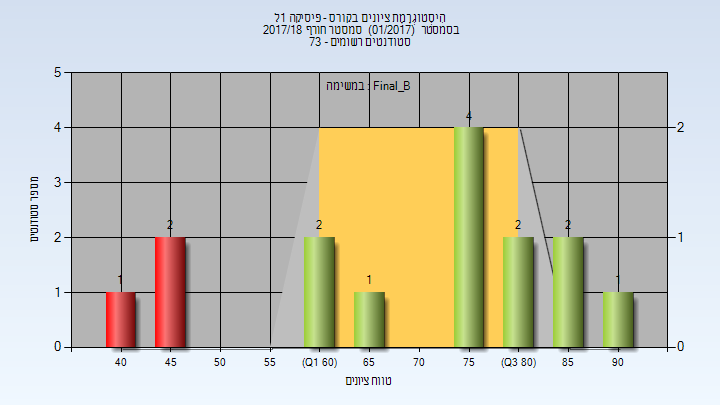 היסטוגרמת ציונים בקורס - פיסיקה 1ל
בסמסטר (01/2017) סמסטר חורף 2017/18
סטודנטים רשומים - 73
במשימה : Final_B
מספר סטודנטים
5
4
3
2
1
0
2
1
0
1
2
2
1
4
2
2
1
40 45 50 55 (Q1 60) 65 70 75 (Q3 80) 85 90
טווח ציונים